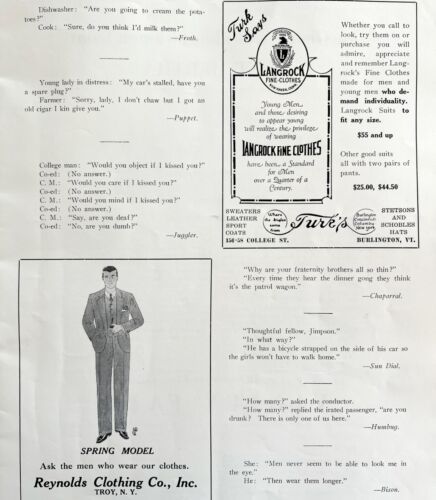 Dishwasher: "Are you going to cream the pota-
toes?"
Cook: "Sure, do you think I'd milk them?"
—Froth.
Young lady in distress: "My car's stalled, have you
a spare plug?"
Farmer: "Sorry, lady, I don't chaw but I got an
old cigar I kin give you."
—Puppet.
College man: "Would you object if I kissed you?"
Co-ed: (No answer.)
C. M.: "Would you care if I kissed you?"
Co-ed: (No answer.)
C. M.: "Would you mind if I kissed you?"
Co-ed: (No answer.)
C. M.: "Say, are you deaf?"
Co-ed: "No, are you dumb?"
—Juggler.
SPRING MODEL
Ask the men who wear our clothes.
Reynolds Clothing Co., Inc.
TROY, N. Y.
Turk
Says
LANGROCK
FINE CLOTHES
NEW HAVEN, CONN.
Young Men
and those, desiring
to appear young
will realize the privilege
of wearing
LANGROCK FINE CLOTHES
have been a Standard
for Men
over a Quarter of a
Century.
Whether you call to
look, try them on or
purchase you will
admire, appreciate
and remember Lang-
rock's Fine Clothes
made for men and
young men who de-
mand individuality.
Langrock Suits to
fit any size.
$55 and up
Other good suits
all with two pairs of
pants.
$25.00, $44.50
SWEATERS
LEATHER
SPORT
COATS
Where
the styles
come
from
Turk's
Burlington
New York
STETSONS
AND
SCHOBLES
HATS
156-58 COLLEGE ST.
BURLINGTON, VT.
"Why are your fraternity brothers all so thin?"
"Every time they hear the dinner gong they think
it's the patrol wagon."
—Chaparral.
"Thoughtful fellow, Jimpson."
"In what way?"
"He has a bicycle strapped on the side of his car so
the girls won't have to walk home."
—Sun Dial.
"How many?" asked the conductor.
"How many?" replied the irated passenger, "are you
drunk? There is only one of us here."
—Humbug.
She: "Men never seem to be able to look me in
the eye."
He: "Then wear them longer."
—Bison.